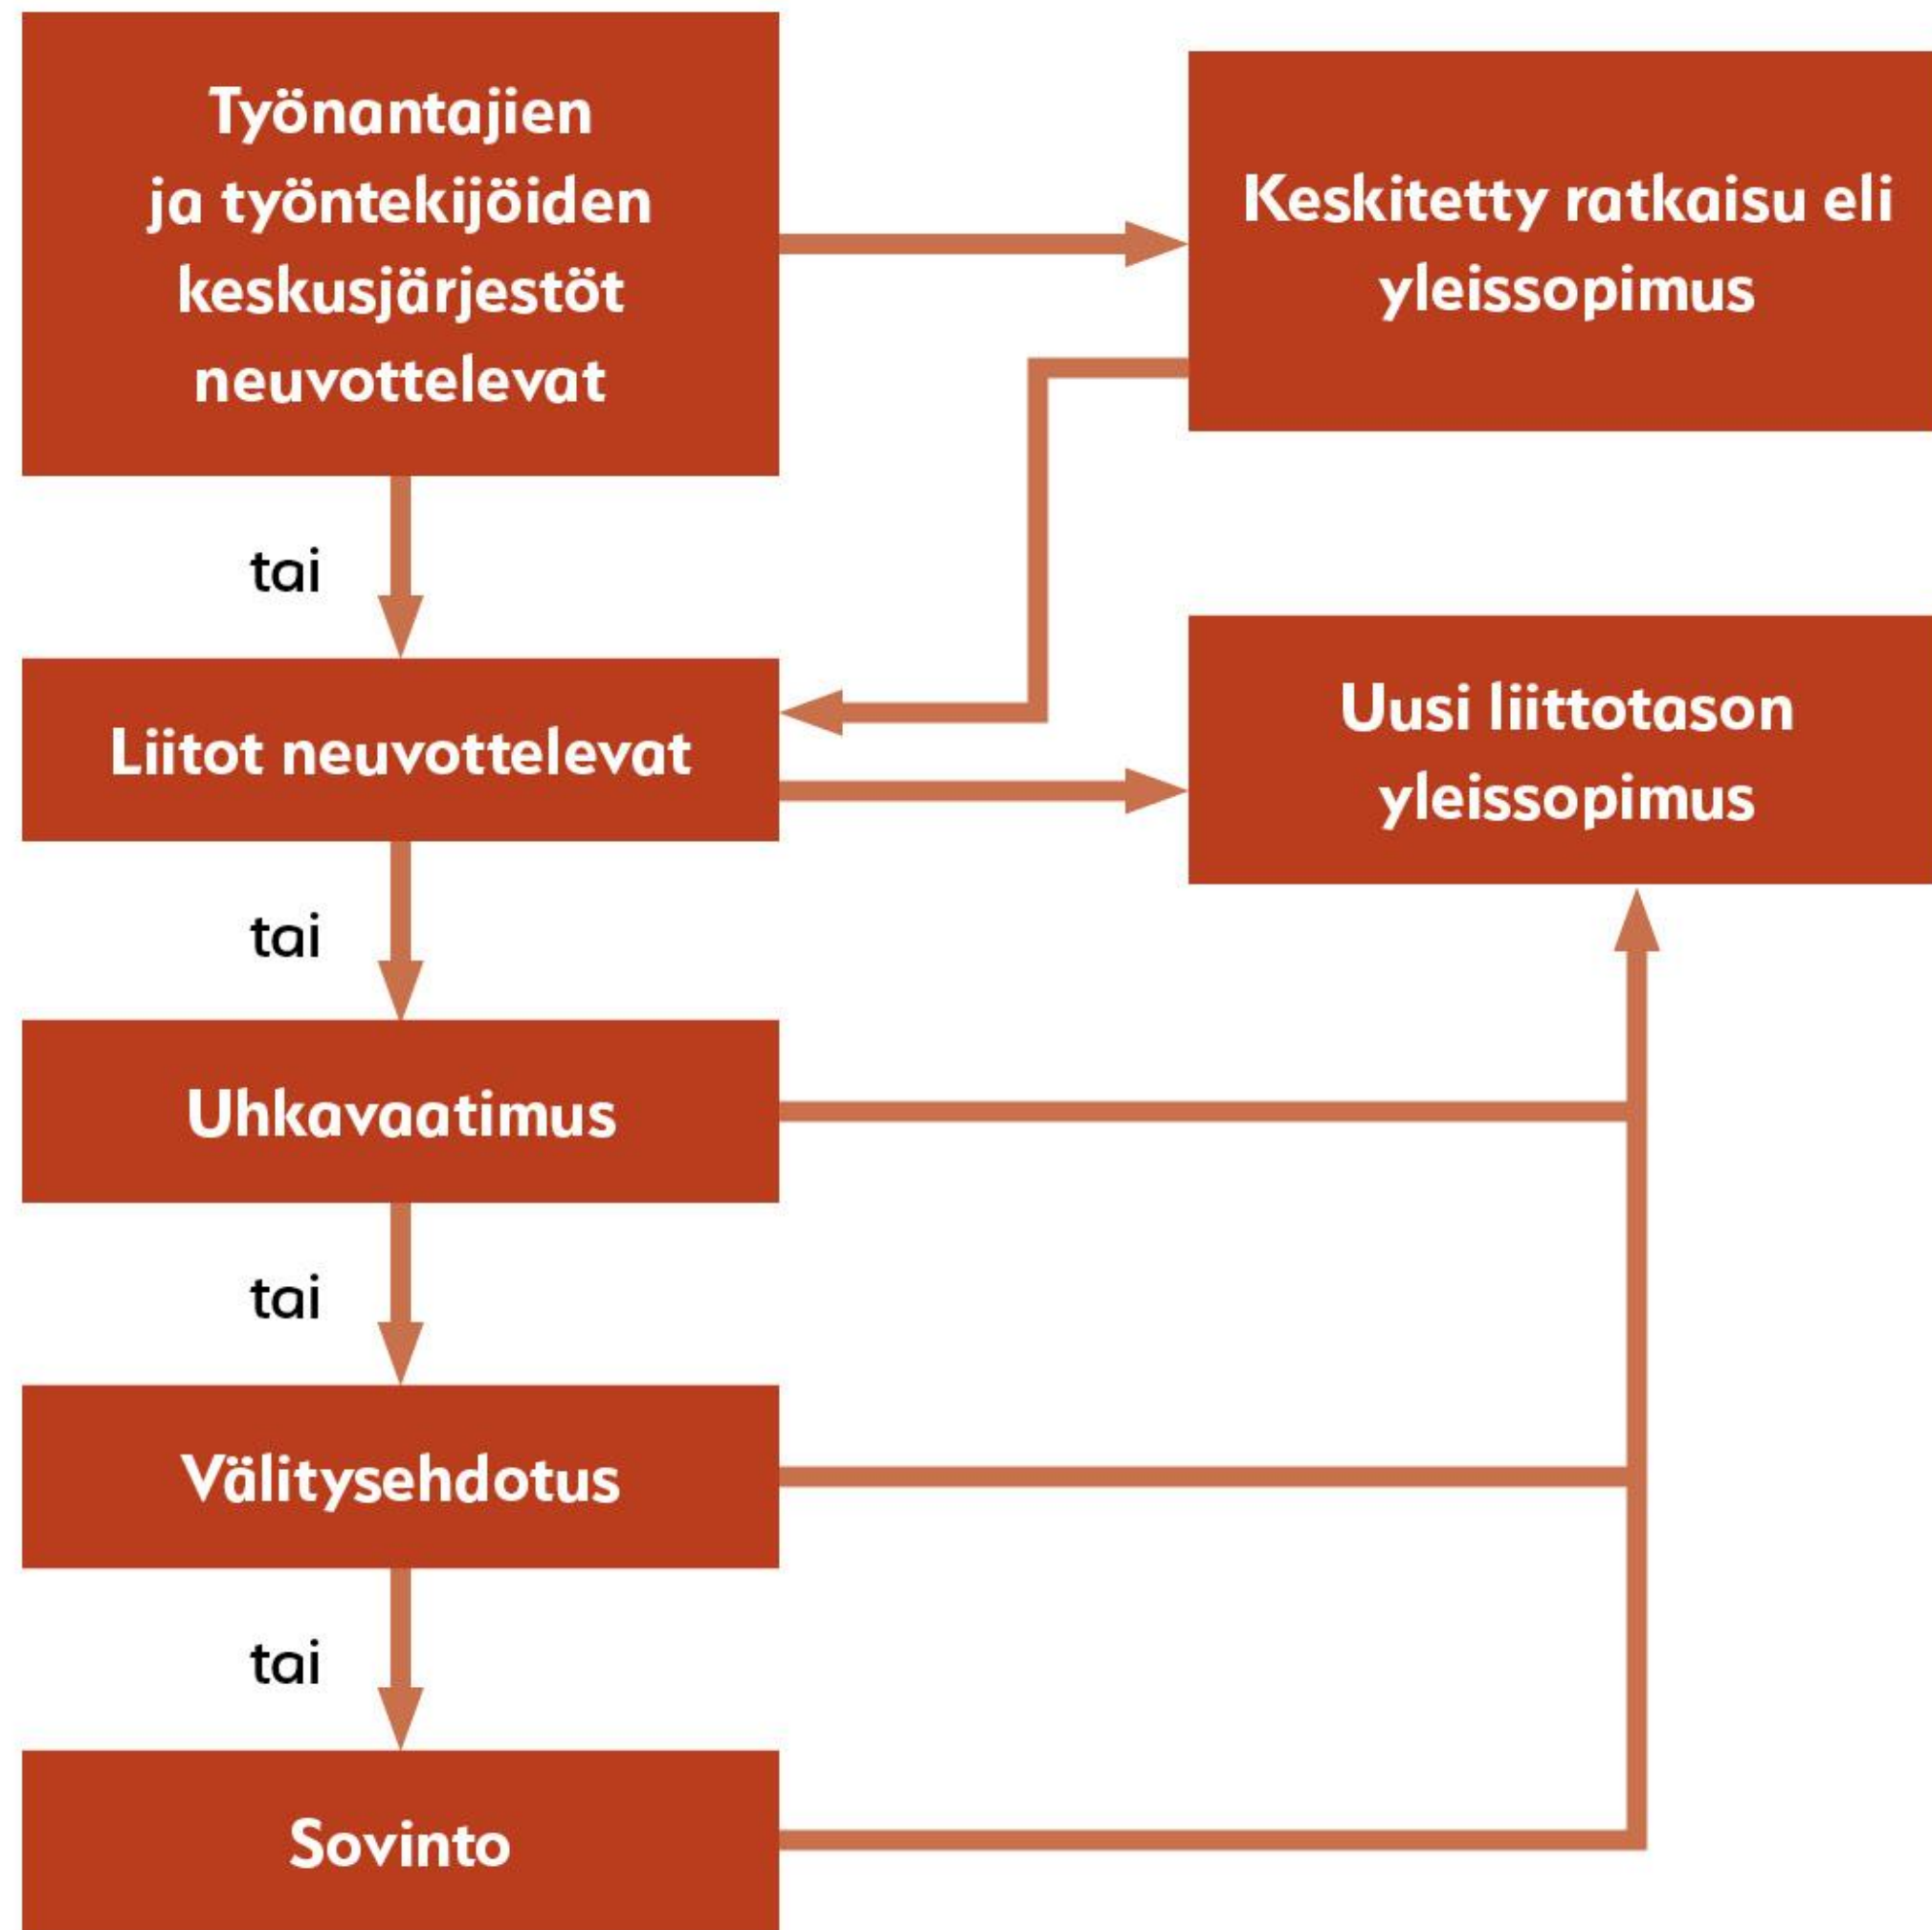 Työnantajien
ja työntekijöiden
keskusjärjestöt
neuvottelevat
Keskitetty ratkaisu eli
yleissopimus
tai
Liitot neuvottelevat
Uusi liittotason
yleissopimus
tai
Uhkavaatimus
tai
Välitysehdotus
tai
Sovinto